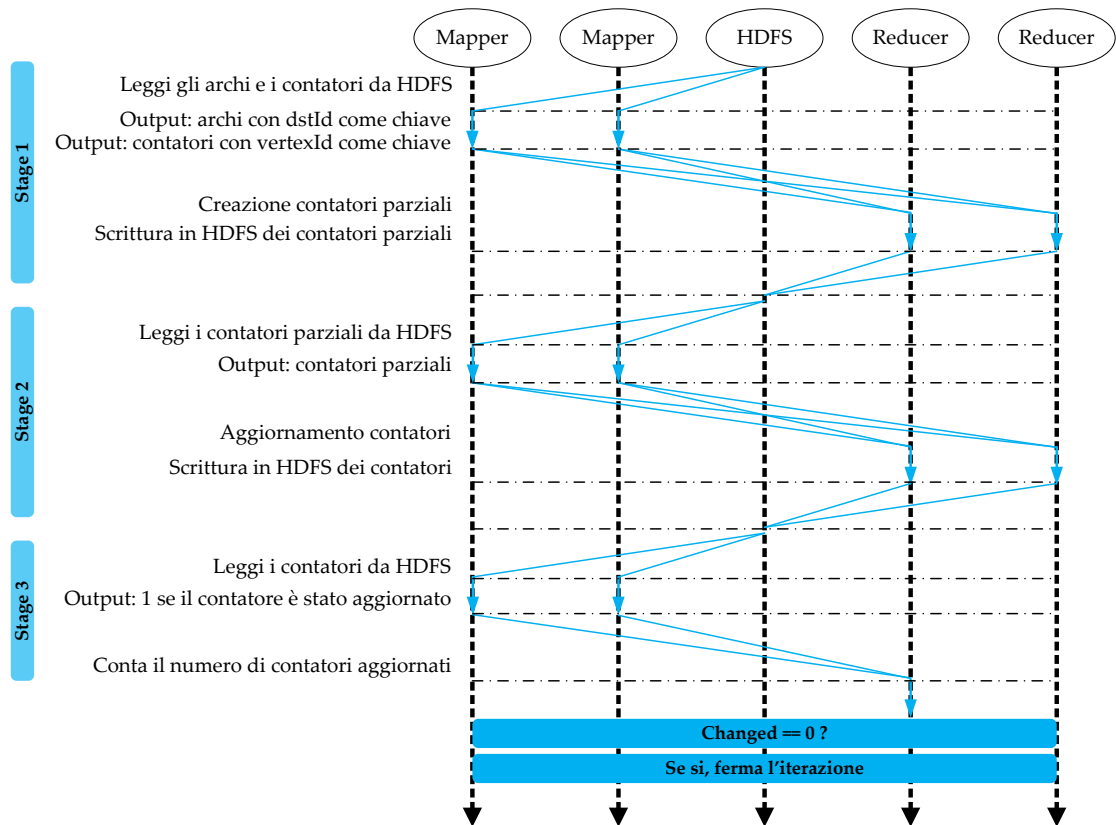 Mapper
Mapper
HDFS
Reducer
Reducer
Stage 1
Leggi gli archi e i contatori da HDFS
Output: archi con dstId come chiave
Output: contatori con vertexId come chiave
Creazione contatori parziali
Scrittura in HDFS dei contatori parziali
Stage 2
Leggi i contatori parziali da HDFS
Output: contatori parziali
Aggiornamento contatori
Scrittura in HDFS dei contatori
Stage 3
Leggi i contatori da HDFS
Output: 1 se il contatore è stato aggiornato
Conta il numero di contatori aggiornati
Changed == 0 ?
Se si, ferma l'iterazione